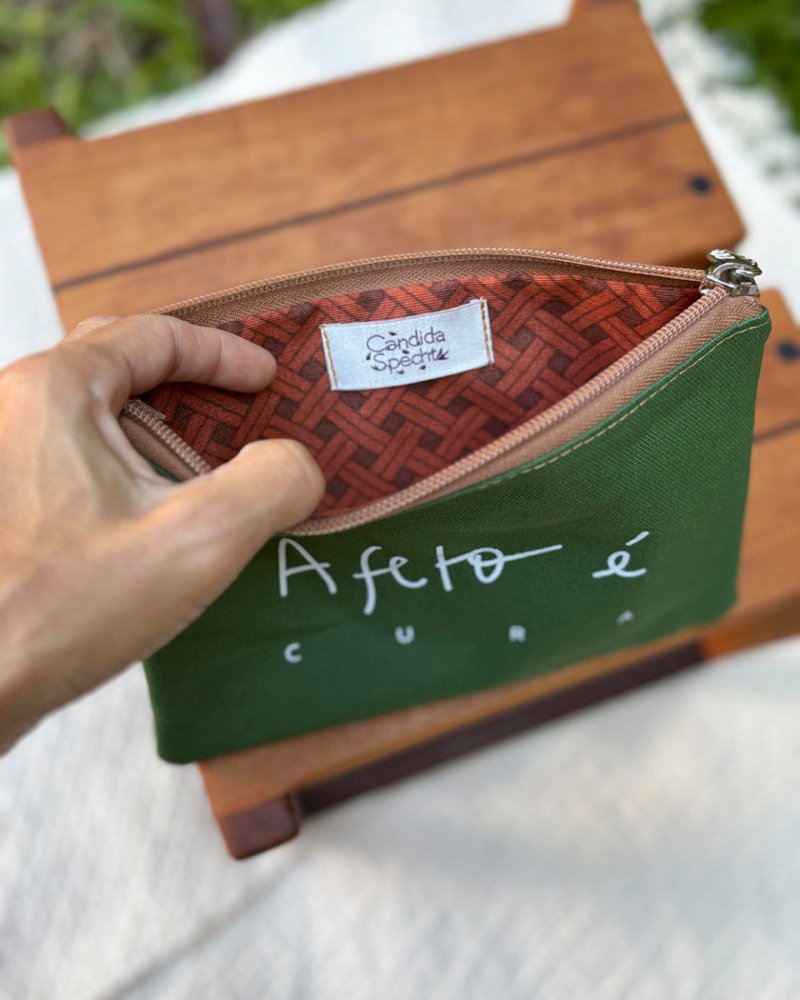 Candida
Specht
Afeto é
CURA